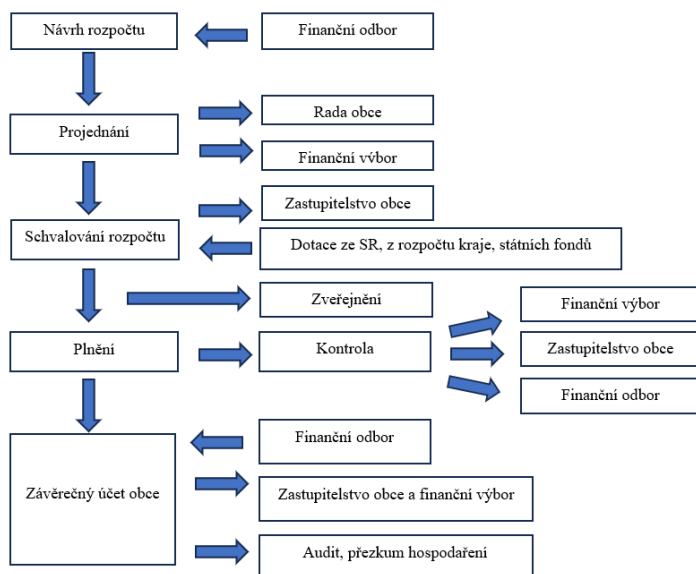 Návrh rozpočtu
Finanční odbor
Projednání
Rada obce
Finanční výbor
Zastupitelstvo obce
Schvalování rozpočtu
Dotace ze SR, z rozpočtu kraje, státních fondů
Zveřejnění
Finanční výbor
Plnění
Kontrola
Zastupitelstvo obce
Finanční odbor
Finanční odbor
Závěrečný účet obce
Zastupitelstvo obce a finanční výbor
Audit, přezkum hospodaření